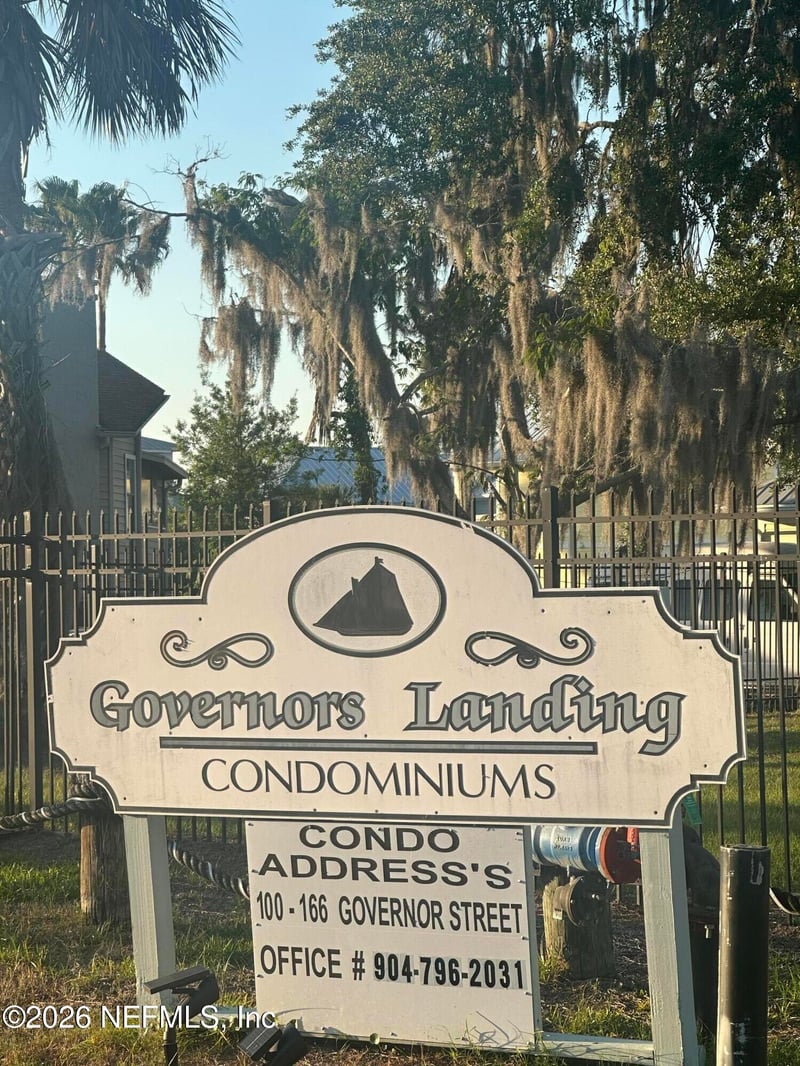 Governors Landing
CONDOMINIUMS
CONDO
ADDRESS'S
100 - 166 GOVERNOR STREET
OFFICE # 904-796-2031
©2026 NEFMLS, Inc